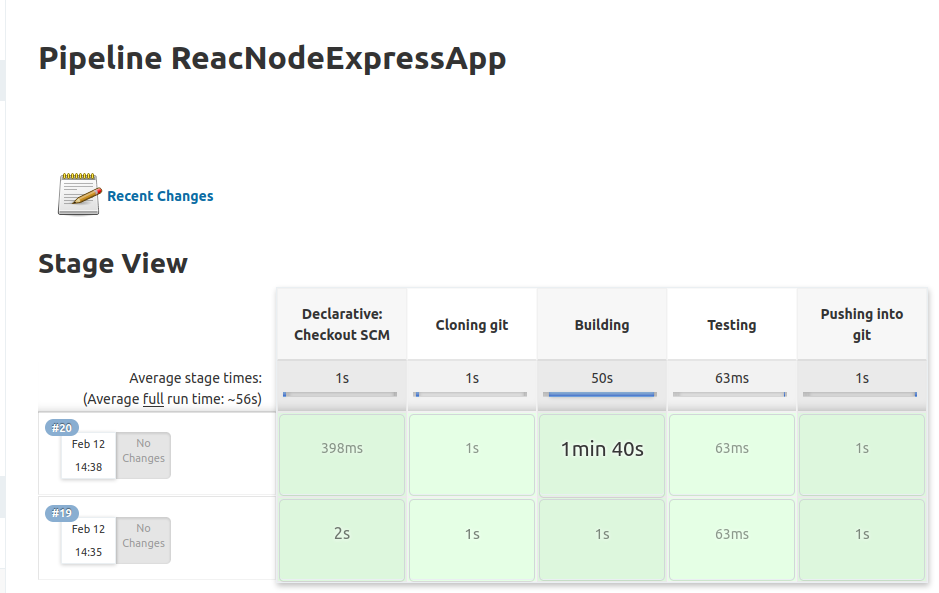 Pipeline ReacNodeExpressApp
Recent Changes
Stage View
Declarative:
Checkout SCM
Cloning git
Building
Testing
Pushing into
git
Average stage times:
(Average full run time: ~56s)
1s
1s
50s
63ms
1s
#20
Feb 12
14:38
No
Changes
398ms
1s
1min 40s
63ms
1s
#19
Feb 12
14:35
No
Changes
2s
1s
1s
63ms
1s